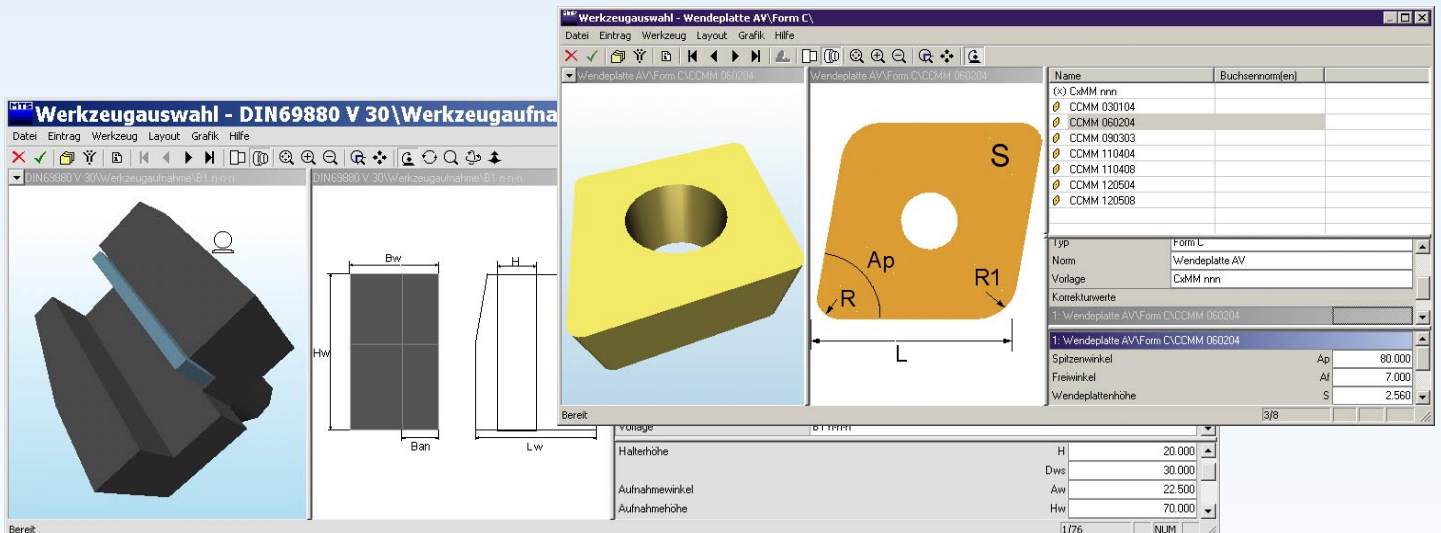 MTS Werkzeugauswahl - Wendeplatte AV\Form C\
Datei Eintrag Werkzeug Layout Grafik Hilfe
Wendeplatte AV\Form C\CCMM 060204
Wendeplatte AV\Form C\CCMM 060204
S
Ap
R
R1
L
Name Buchsennorm(en)
(x) CxMM nnn
CCMM 030104
CCMM 060204
CCMM 090303
CCMM 110404
CCMM 110408
CCMM 120504
CCMM 120508
Typ Form C
Norm Wendeplatte AV
Vorlage CxMM nnn
Korrekturwerte
1: Wendeplatte AV\Form C\CCMM 060204
1: Wendeplatte AV\Form C\CCMM 060204
Spitzenwinkel Ap 80.000
Freiwinkel Af 7.000
Wendeplattenhöhe S 2.560
Bereit 3/8
MTS Werkzeugauswahl - DIN69880 V 30\Werkzeugaufna
Datei Eintrag Werkzeug Layout Grafik Hilfe
DIN69880 V 30\Werkzeugaufnahme\B1 n-n-n
DIN69880 V 30\Werkzeugaufnahme\B1 n-n-n
Bw
H
Hw
Ban
Lw
Vorlage B1 n-n-n
Halterhöhe H 20.000
Dws 30.000
Aufnahmewinkel Aw 22.500
Aufnahmehöhe Hw 70.000
Bereit 1/76 NUM